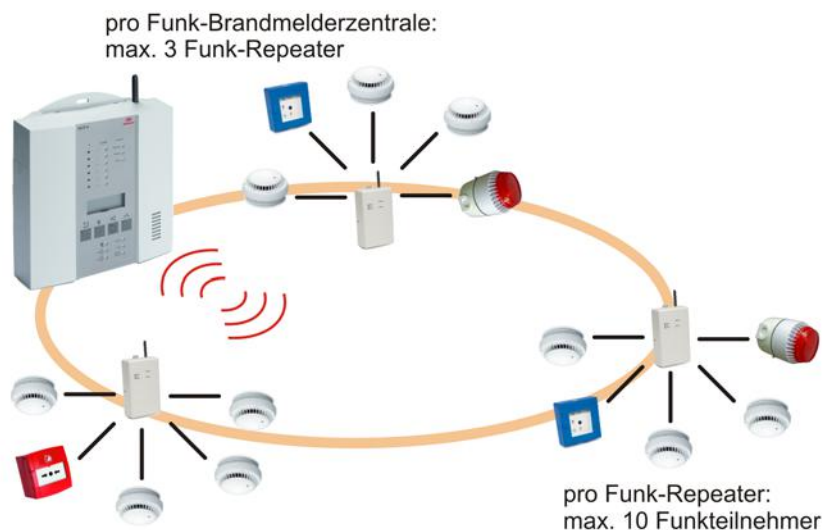 pro Funk-Brandmelderzentrale:
max. 3 Funk-Repeater
pro Funk-Repeater:
max. 10 Funkteilnehmer